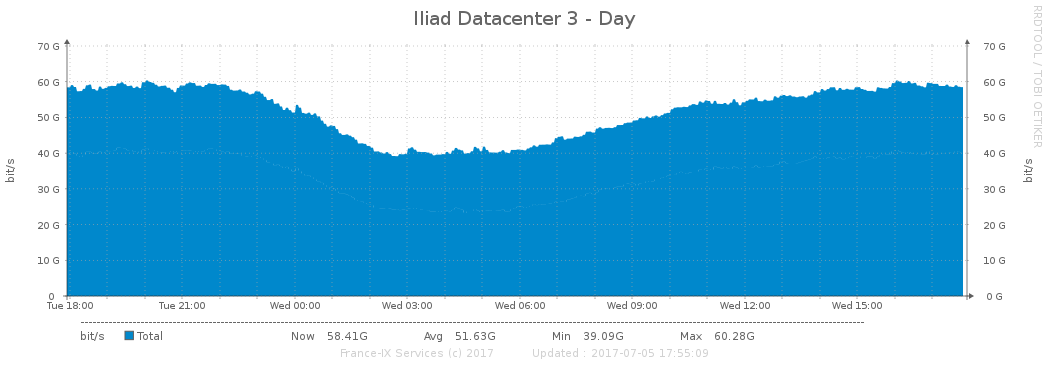 Iliad Datacenter 3 - Day
RRDTOOL / TOBI OETIKER
70 G 70 G
60 G 60 G
50 G 50 G
40 G 40 G
30 G 30 G
20 G 20 G
10 G 10 G
0 0 G
bit/s bit/s
Tue 18:00 Tue 21:00 Wed 00:00 Wed 03:00 Wed 06:00 Wed 09:00 Wed 12:00 Wed 15:00
bit/s Total Now 58.41G Avg 51.63G Min 39.09G Max 60.28G
France-IX Services (c) 2017 Updated : 2017-07-05 17:55:09